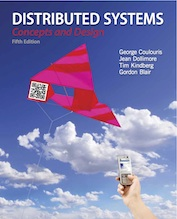 DISTRIBUTED SYSTEMS
Concepts and Design
Fifth Edition
George Coulouris
Jean Dollimore
Tim Kindberg
Gordon Blair